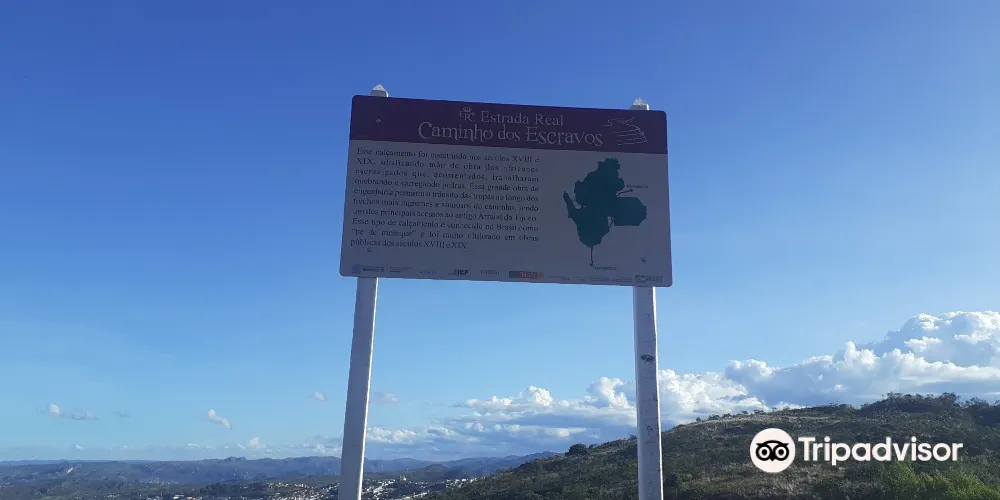 Estrada Real
Caminho dos Escravos
Esse calçamento foi construído nos séculos XVIII e
XIX, utilizando mão de obra dos africanos
escravizados que, acorrentados, trabalharam
quebrando e carregando pedras. Essa grande obra de
engenharia permitiu o trânsito das tropas ao longo dos
trechos mais íngremes e sinuosos do caminho, sendo
um dos principais acessos ao antigo Arraial do Tijuco.
Esse tipo de calçamento é conhecido no Brasil como
"pé de moleque" e foi muito utilizado em obras
públicas dos séculos XVIII e XIX.
IEF
Tripadvisor